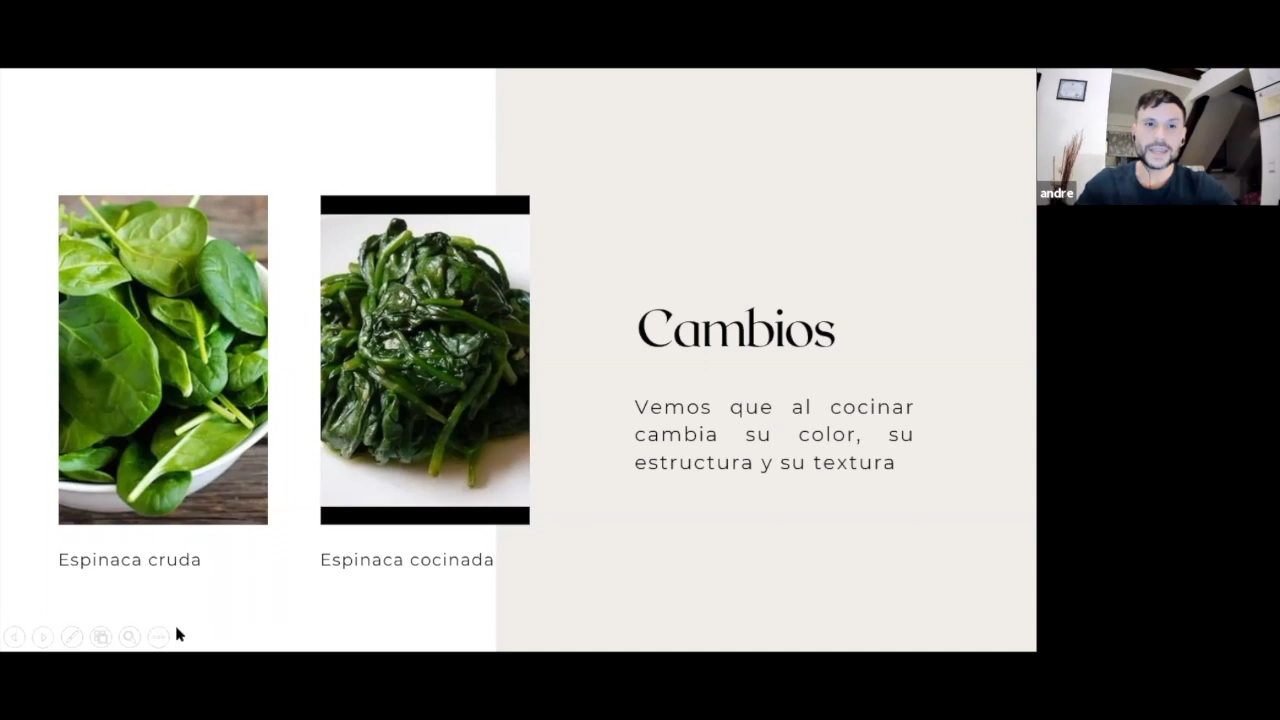 andre
Cambios
Vemos que al cocinar
cambia su color, su
estructura y su textura
Espinaca cruda
Espinaca cocinada